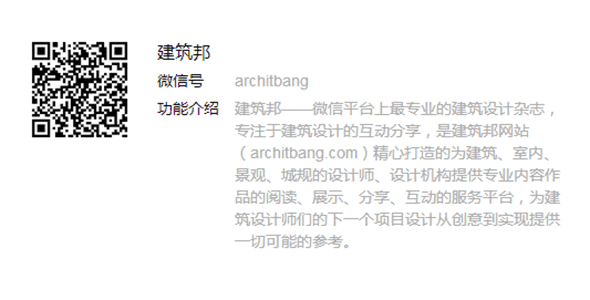 建筑邦
微信号 architbang
功能介绍 建筑邦——微信平台上最专业的建筑设计杂志，
专注于建筑设计的互动分享，是建筑邦网站
（architbang.com）精心打造的为建筑、室内、
景观、城规的设计师、设计机构提供专业内容作
品的阅读、展示、分享、互动的服务平台，为建
筑设计师们的下一个项目设计从创意到实现提供
一切可能的参考。